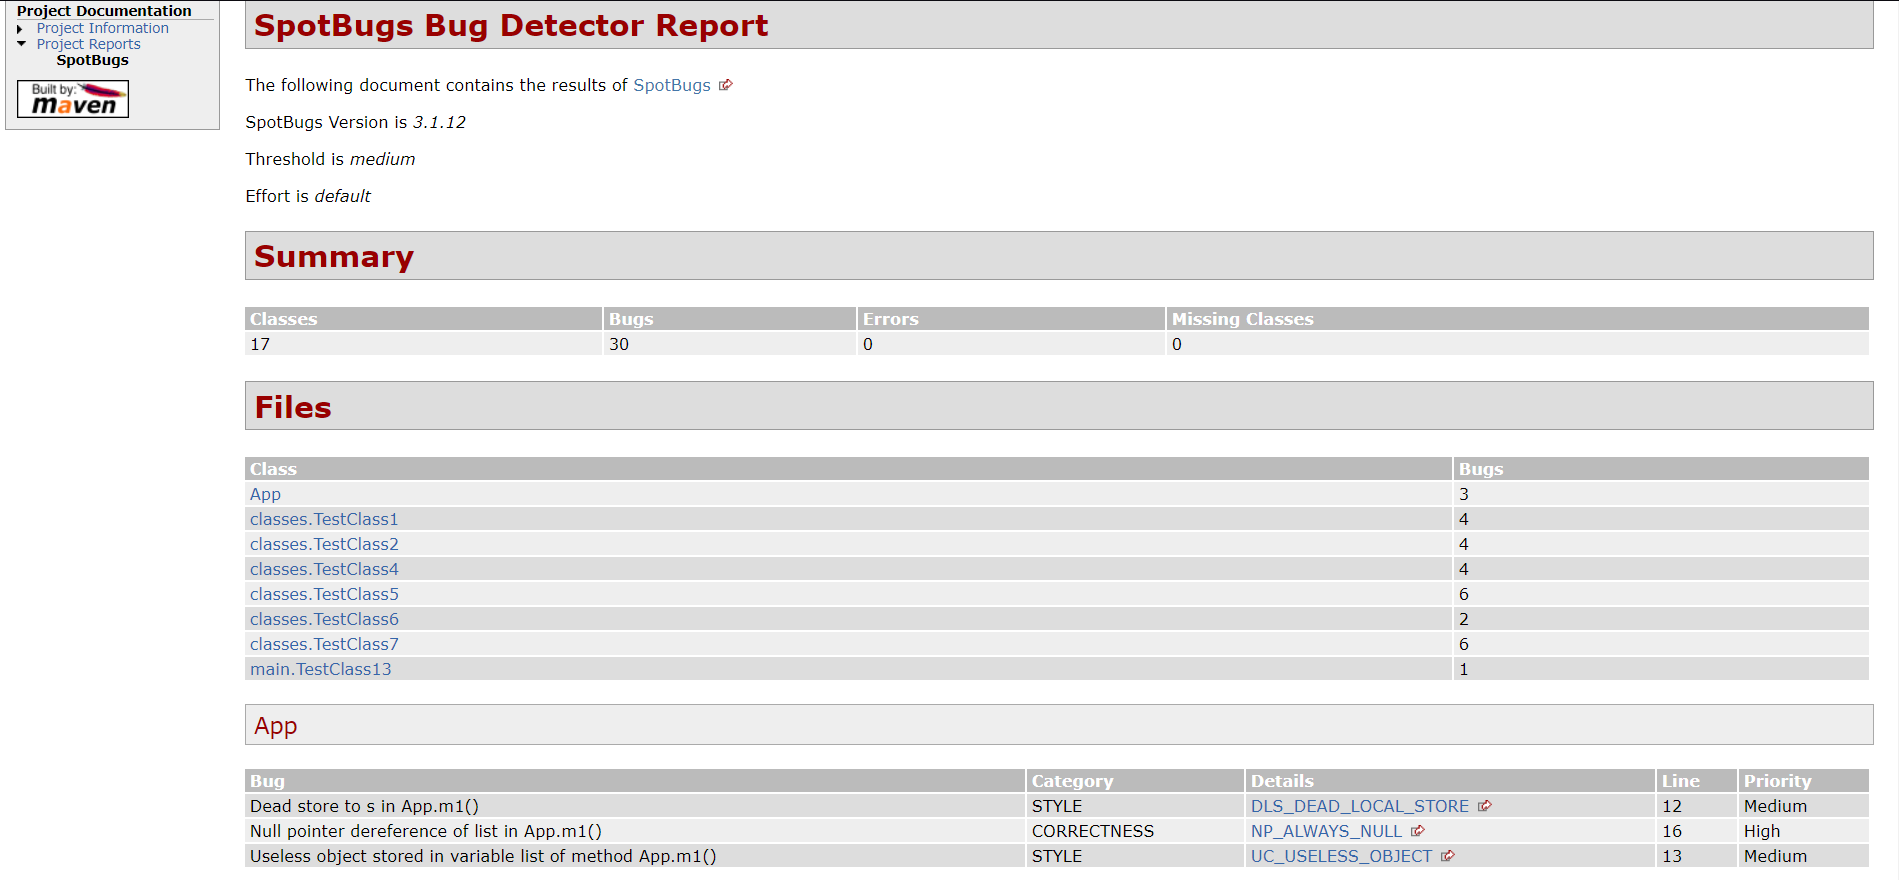 Project Documentation
Project Information
Project Reports
SpotBugs
Built by:
maven
SpotBugs Bug Detector Report
The following document contains the results of SpotBugs
SpotBugs Version is 3.1.12
Threshold is medium
Effort is default
Summary
Classes Bugs Errors Missing Classes
17 30 0 0
Files
Class Bugs
App 3
classes.TestClass1 4
classes.TestClass2 4
classes.TestClass4 4
classes.TestClass5 6
classes.TestClass6 2
classes.TestClass7 6
main.TestClass13 1
App
Bug Category Details Line Priority
Dead store to s in App.m1() STYLE DLS_DEAD_LOCAL_STORE 12 Medium
Null pointer dereference of list in App.m1() CORRECTNESS NP_ALWAYS_NULL 16 High
Useless object stored in variable list of method App.m1() STYLE UC_USELESS_OBJECT 13 Medium